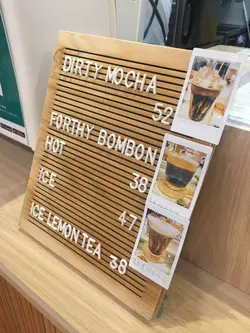 DIRTY MOCHA
52
FORTHY BOMBON
HOT 38
ICE 47
ICE LEMON TEA 38